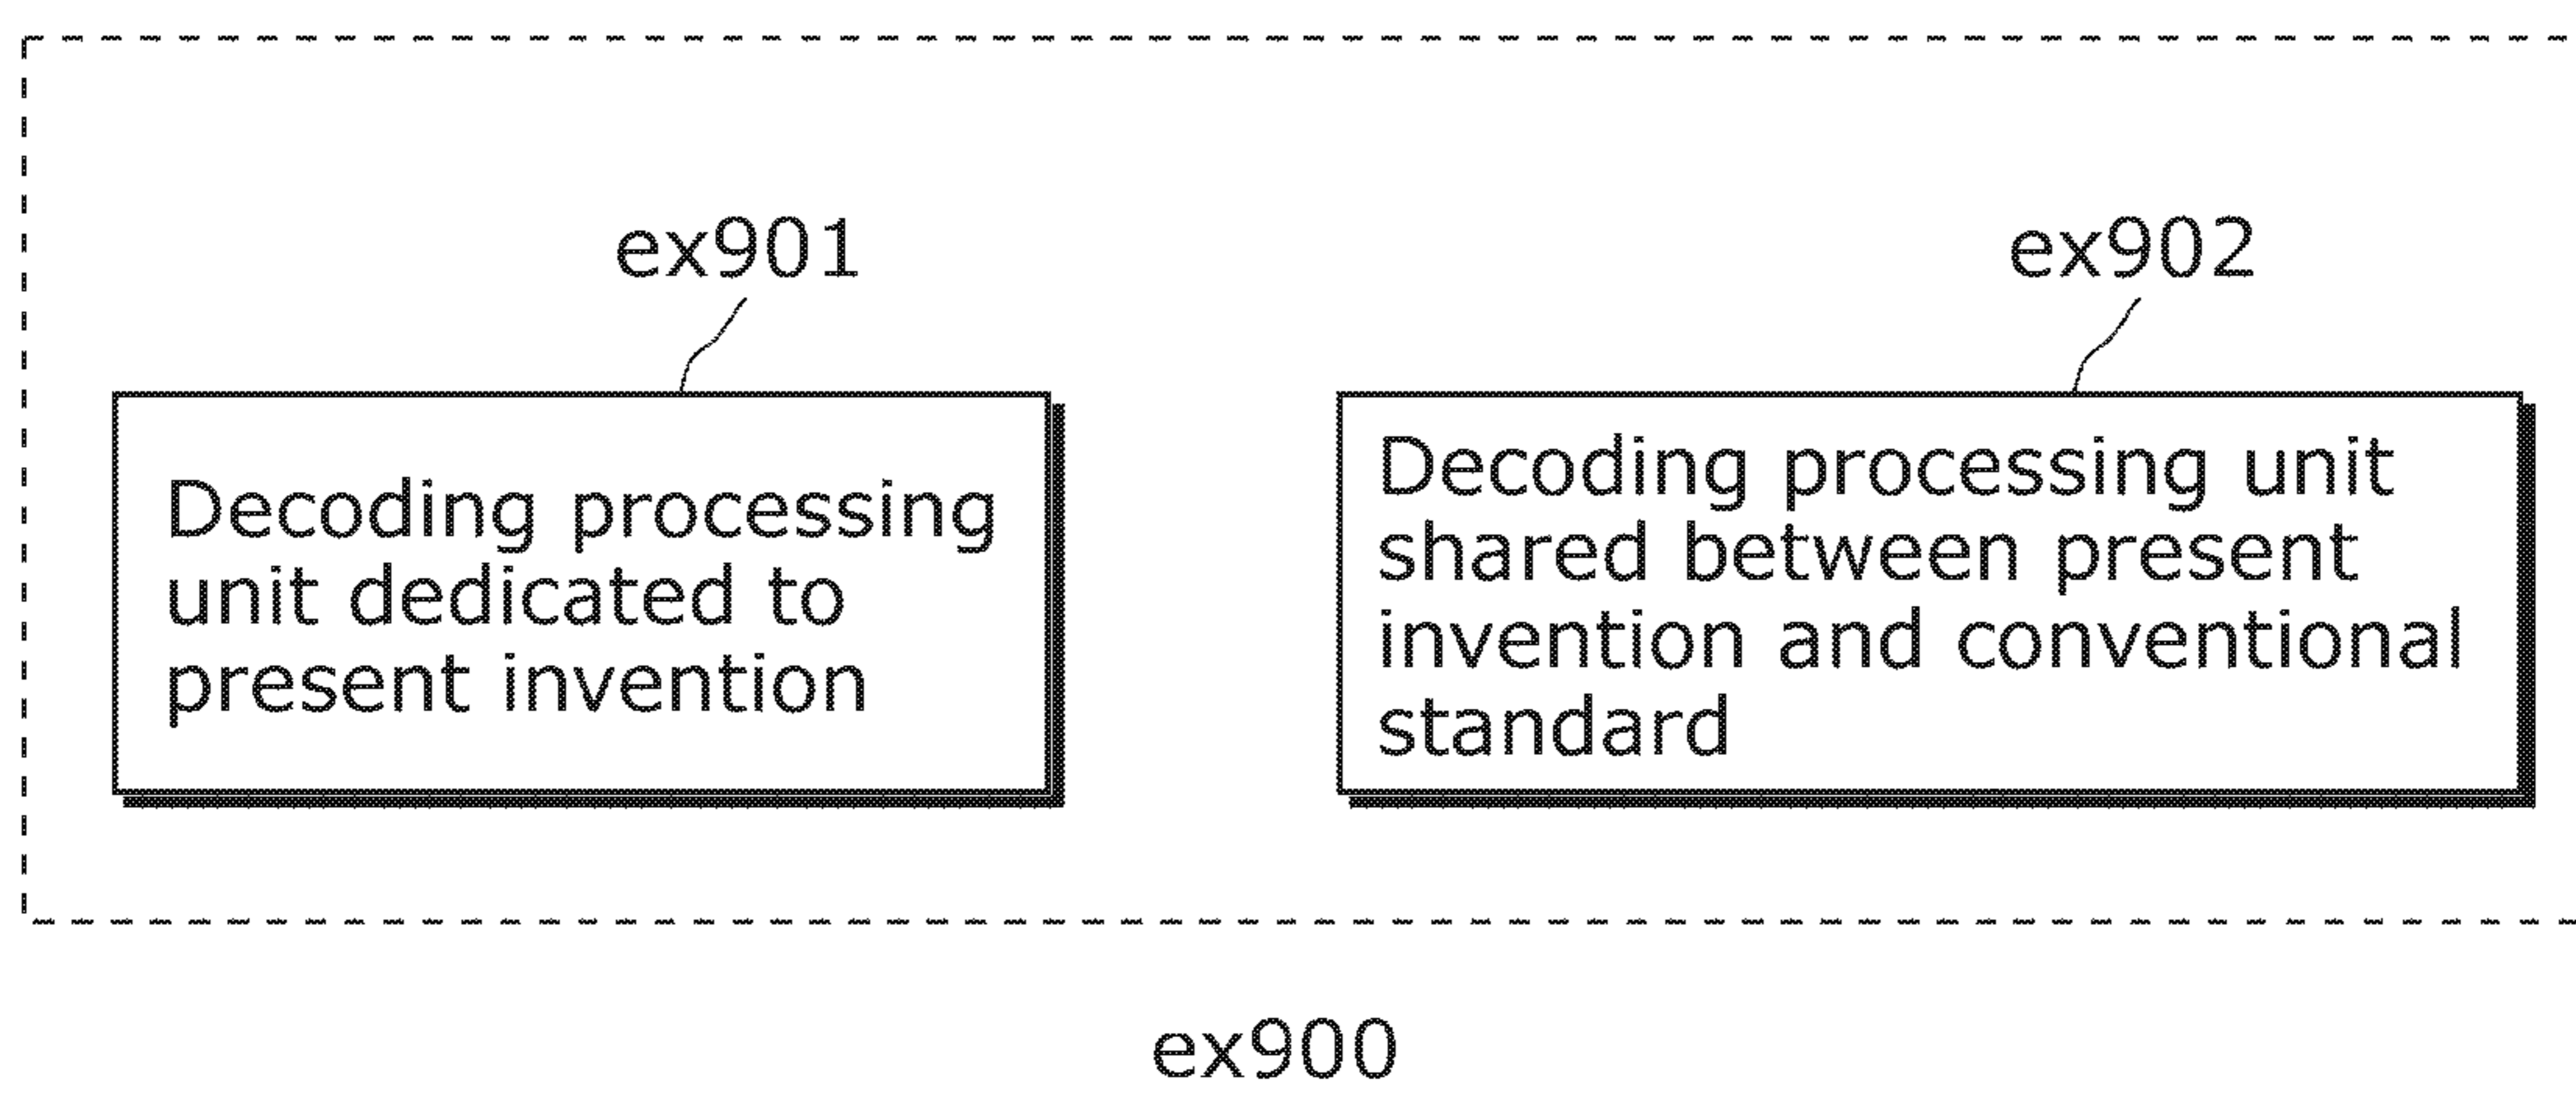 ex901
Decoding processing
unit dedicated to
present invention
ex902
Decoding processing unit
shared between present
invention and conventional
standard
ex900